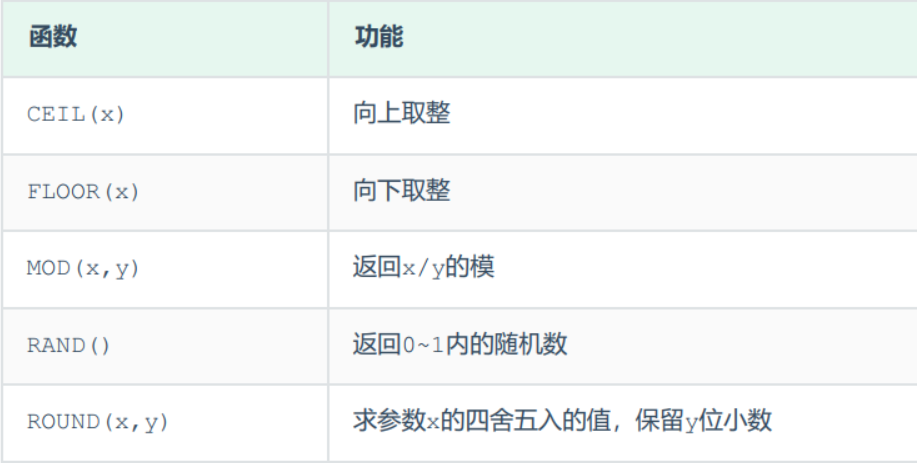 函数 功能
CEIL(x) 向上取整
FLOOR(x) 向下取整
MOD(x,y) 返回x/y的模
RAND() 返回0~1内的随机数
ROUND(x,y) 求参数x的四舍五入的值，保留y位小数